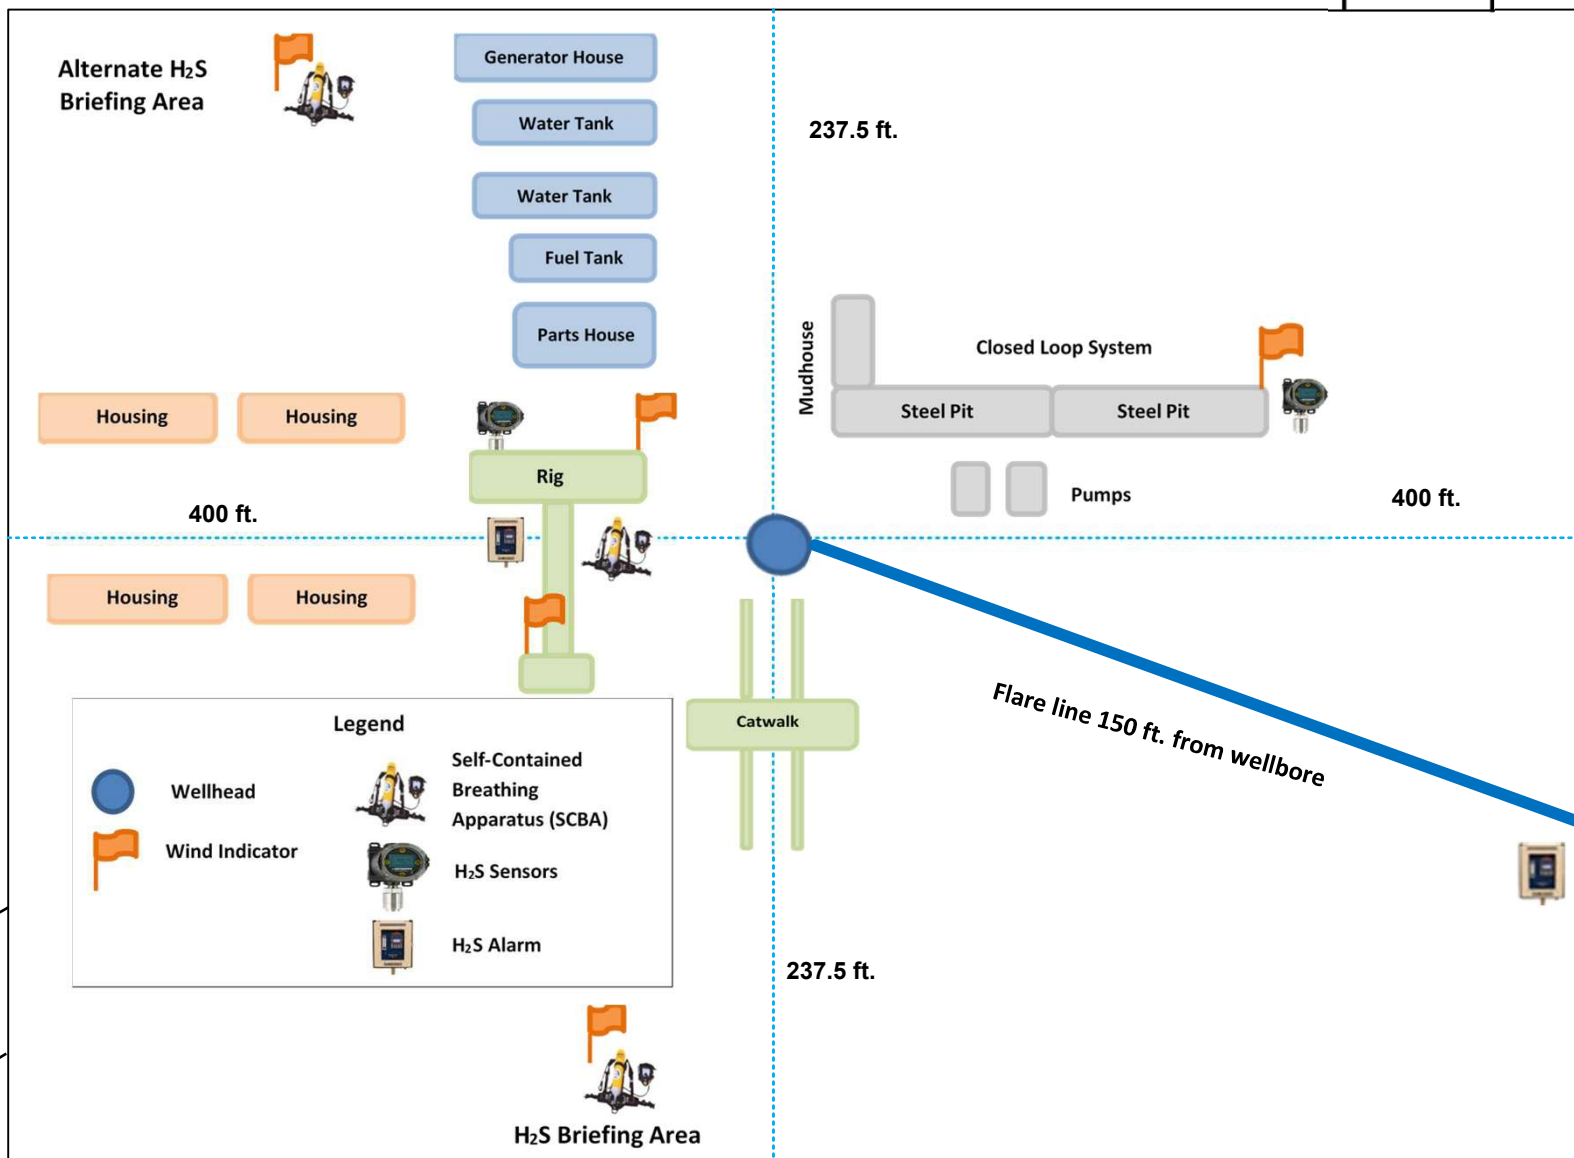 Alternate H₂S
Briefing Area
Generator House
Water Tank
237.5 ft.
Water Tank
Fuel Tank
Parts House
Mudhouse
Closed Loop System
Housing
Housing
Steel Pit
Steel Pit
Rig
Pumps
400 ft.
400 ft.
Housing
Housing
Flare line 150 ft. from wellbore
Catwalk
Legend
Wellhead
Self-Contained
Breathing
Apparatus (SCBA)
Wind Indicator
H₂S Sensors
H₂S Alarm
237.5 ft.
H₂S Briefing Area